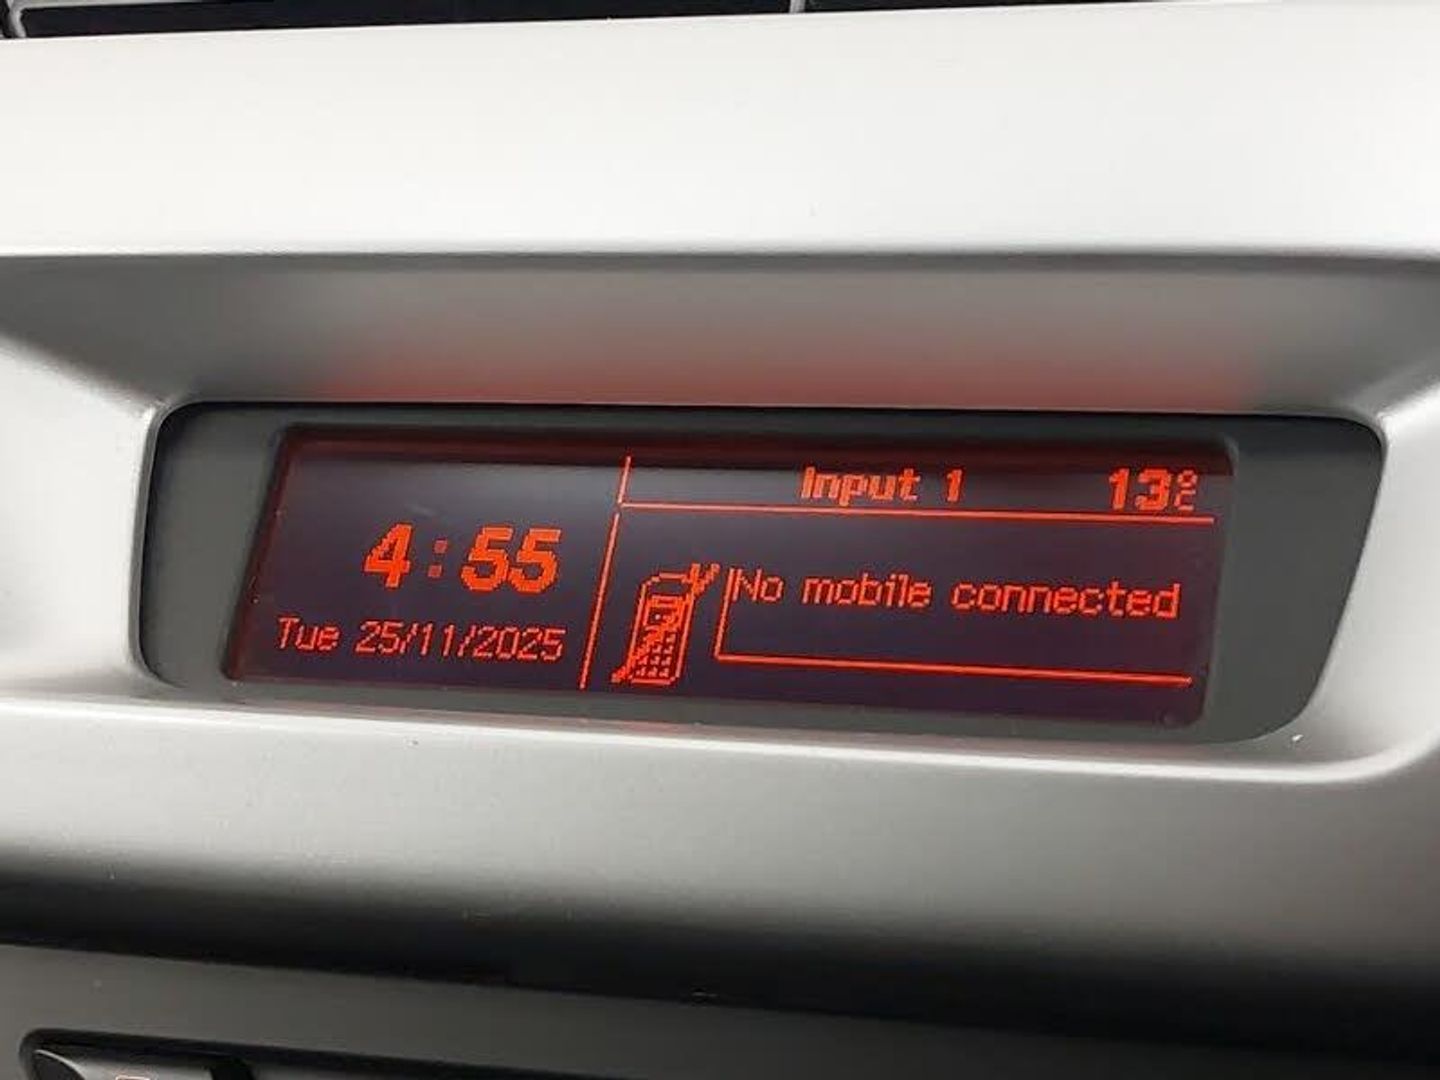 4:55
Tue 25/11/2025
Input 1 13°C
No mobile connected